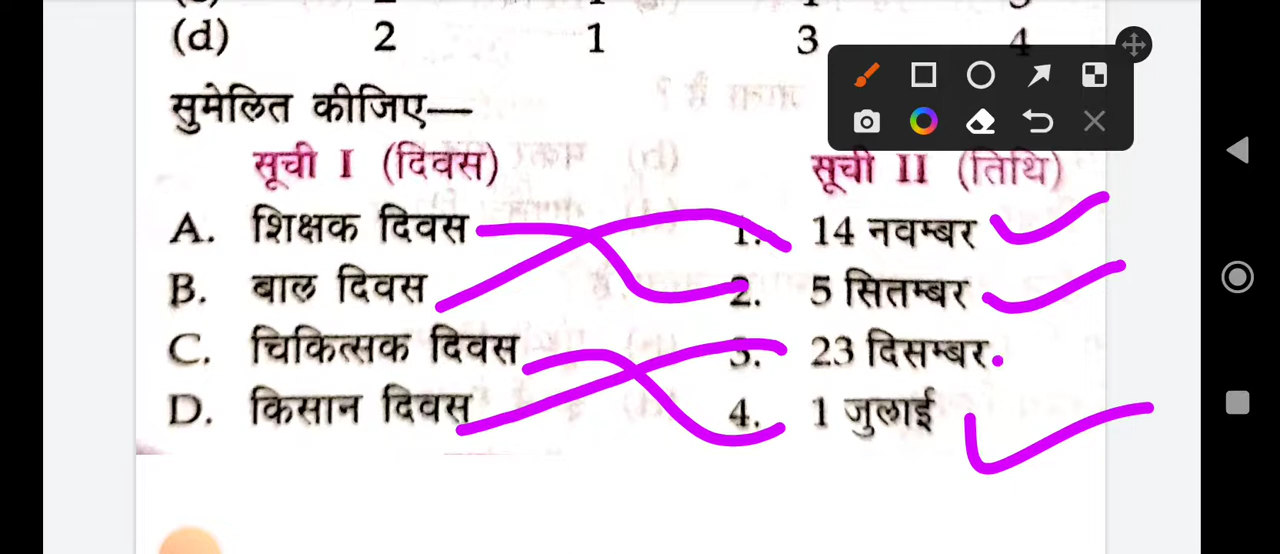 (d) 2 1 3 4
सुमेलित कीजिए—
सूची I (दिवस) सूची II (तिथि)
A. शिक्षक दिवस 1. 14 नवम्बर
B. बाल दिवस 2. 5 सितम्बर
C. चिकित्सक दिवस 3. 23 दिसम्बर
D. किसान दिवस 4. 1 जुलाई